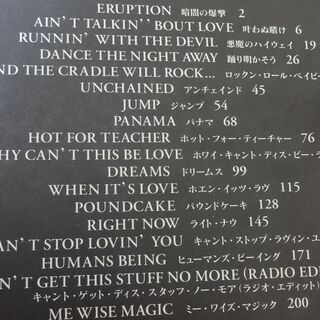 ERUPTION 暗闇の爆撃 2
AIN'T TALKIN' 'BOUT LOVE 叶わぬ賭け 6
RUNNIN' WITH THE DEVIL 悪魔のハイウェイ 19
DANCE THE NIGHT AWAY 踊り明かそう 26
ND THE CRADLE WILL ROCK... ロックン・ロール・ベイビー
UNCHAINED アンチェインド 45
JUMP ジャンプ 54
PANAMA パナマ 68
HOT FOR TEACHER ホット・フォー・ティーチャー 76
HY CAN'T THIS BE LOVE ホワイ・キャント・ディス・ビー・ラ
DREAMS ドリームス 99
WHEN IT'S LOVE ホエン・イッツ・ラヴ 115
POUNDCAKE パウンドケーキ 128
RIGHT NOW ライト・ナウ 145
AN'T STOP LOVIN' YOU キャント・ストップ・ラヴィン・ユ
HUMANS BEING ヒューマンズ・ビーイング 171
N'T GET THIS STUFF NO MORE (RADIO EDI
キャント・ゲット・ディス・スタッフ・ノー・モア(ラジオ・エディット)
ME WISE MAGIC ミー・ワイズ・マジック 200